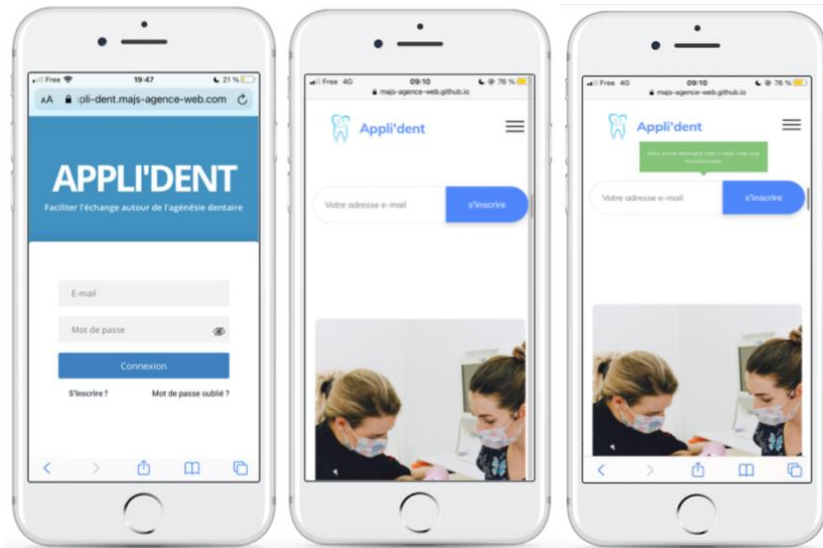 Free
19:47
21 %
AA
pli-dent.majs-agence-web.com
APPLI'DENT
Faciliter l'échange autour de l'agénésie dentaire
E-mail
Mot de passe
Connexion
S'inscrire ?
Mot de passe oublié ?
Free 4G
09:10
76 %
majs-agence-web.github.io
Appli'dent
Votre adresse e-mail
s'inscrire
Free 4G
09:10
76 %
majs-agence-web.github.io
Appli'dent
Votre adresse e-mail
s'inscrire